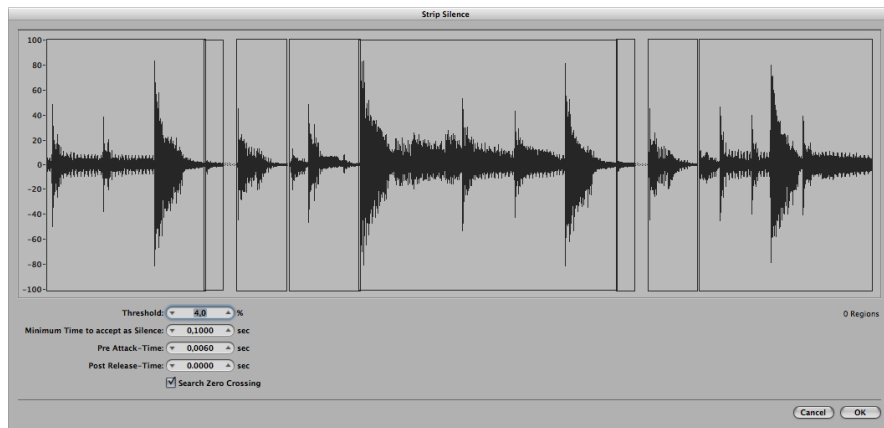 Strip Silence
100-
80-
60-
40-
20-
0-
-20-
-40-
-60-
-80-
-100-
Threshold: 4,0 %
0 Regions
Minimum Time to accept as Silence: 0,1000 sec
Pre Attack-Time: 0,0060 sec
Post Release-Time: 0.0000 sec
Search Zero Crossing
Cancel OK